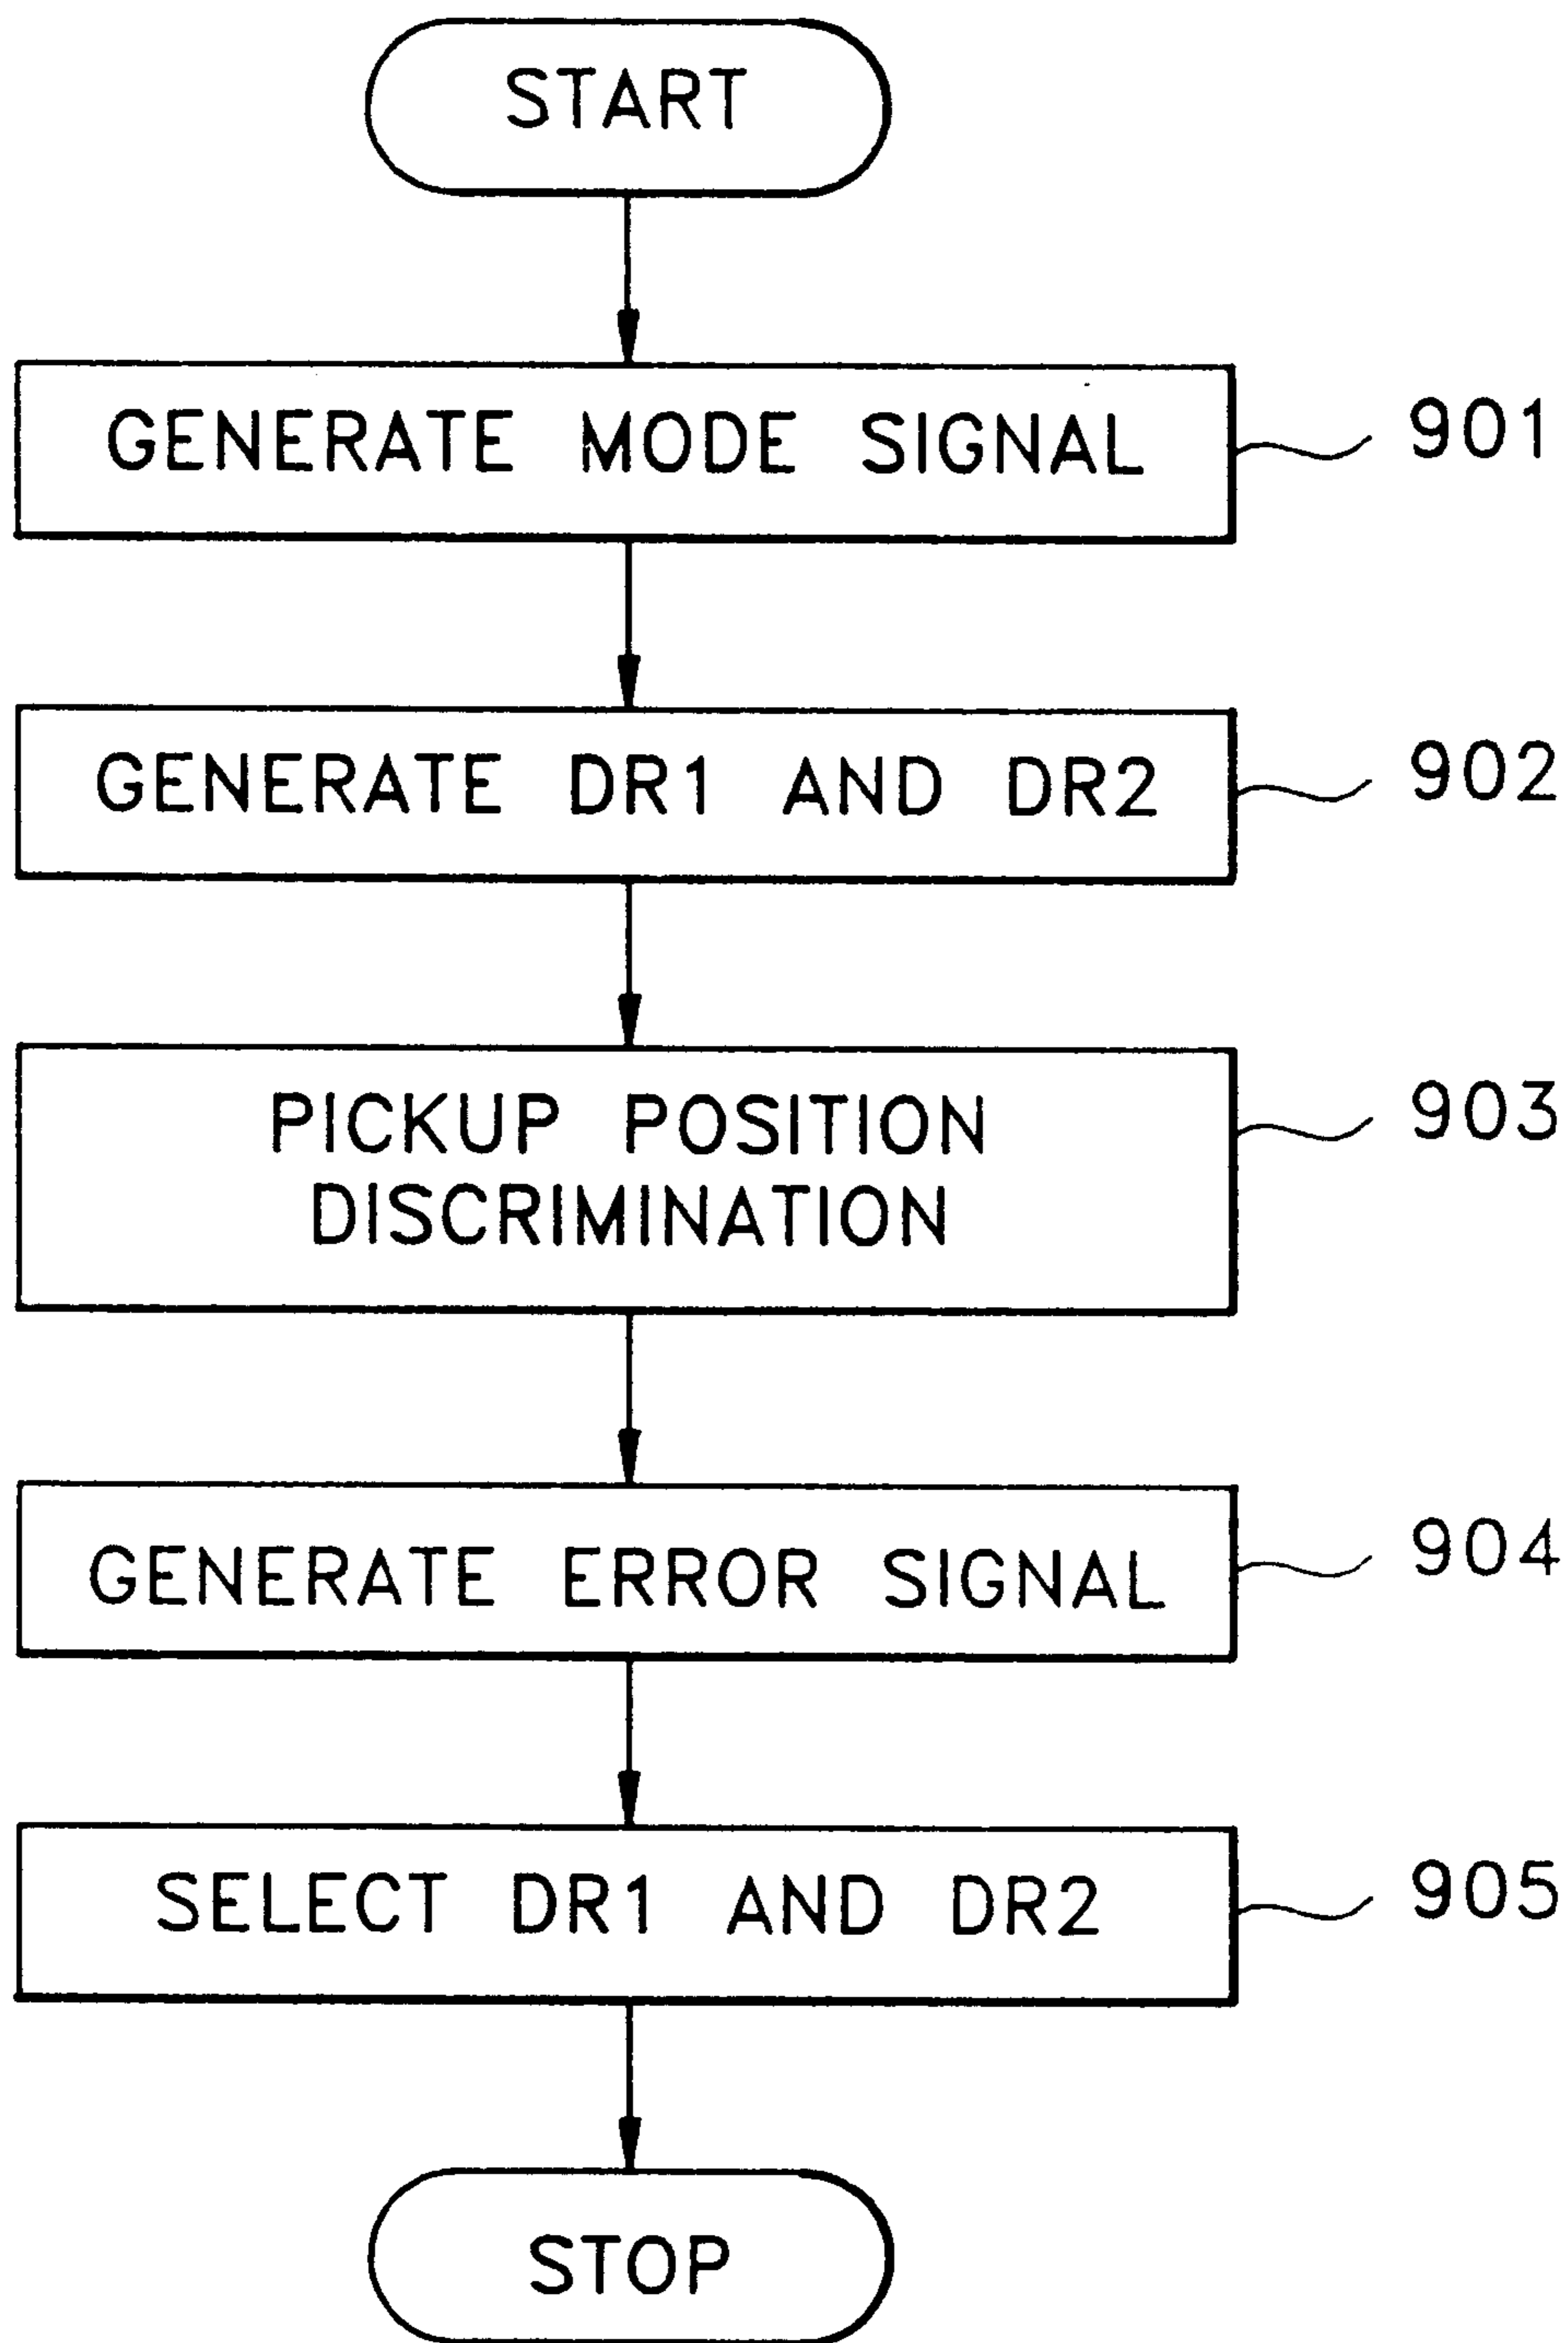 START
GENERATE MODE SIGNAL
901
GENERATE DR1 AND DR2
902
PICKUP POSITION
DISCRIMINATION
903
GENERATE ERROR SIGNAL
904
SELECT DR1 AND DR2
905
STOP